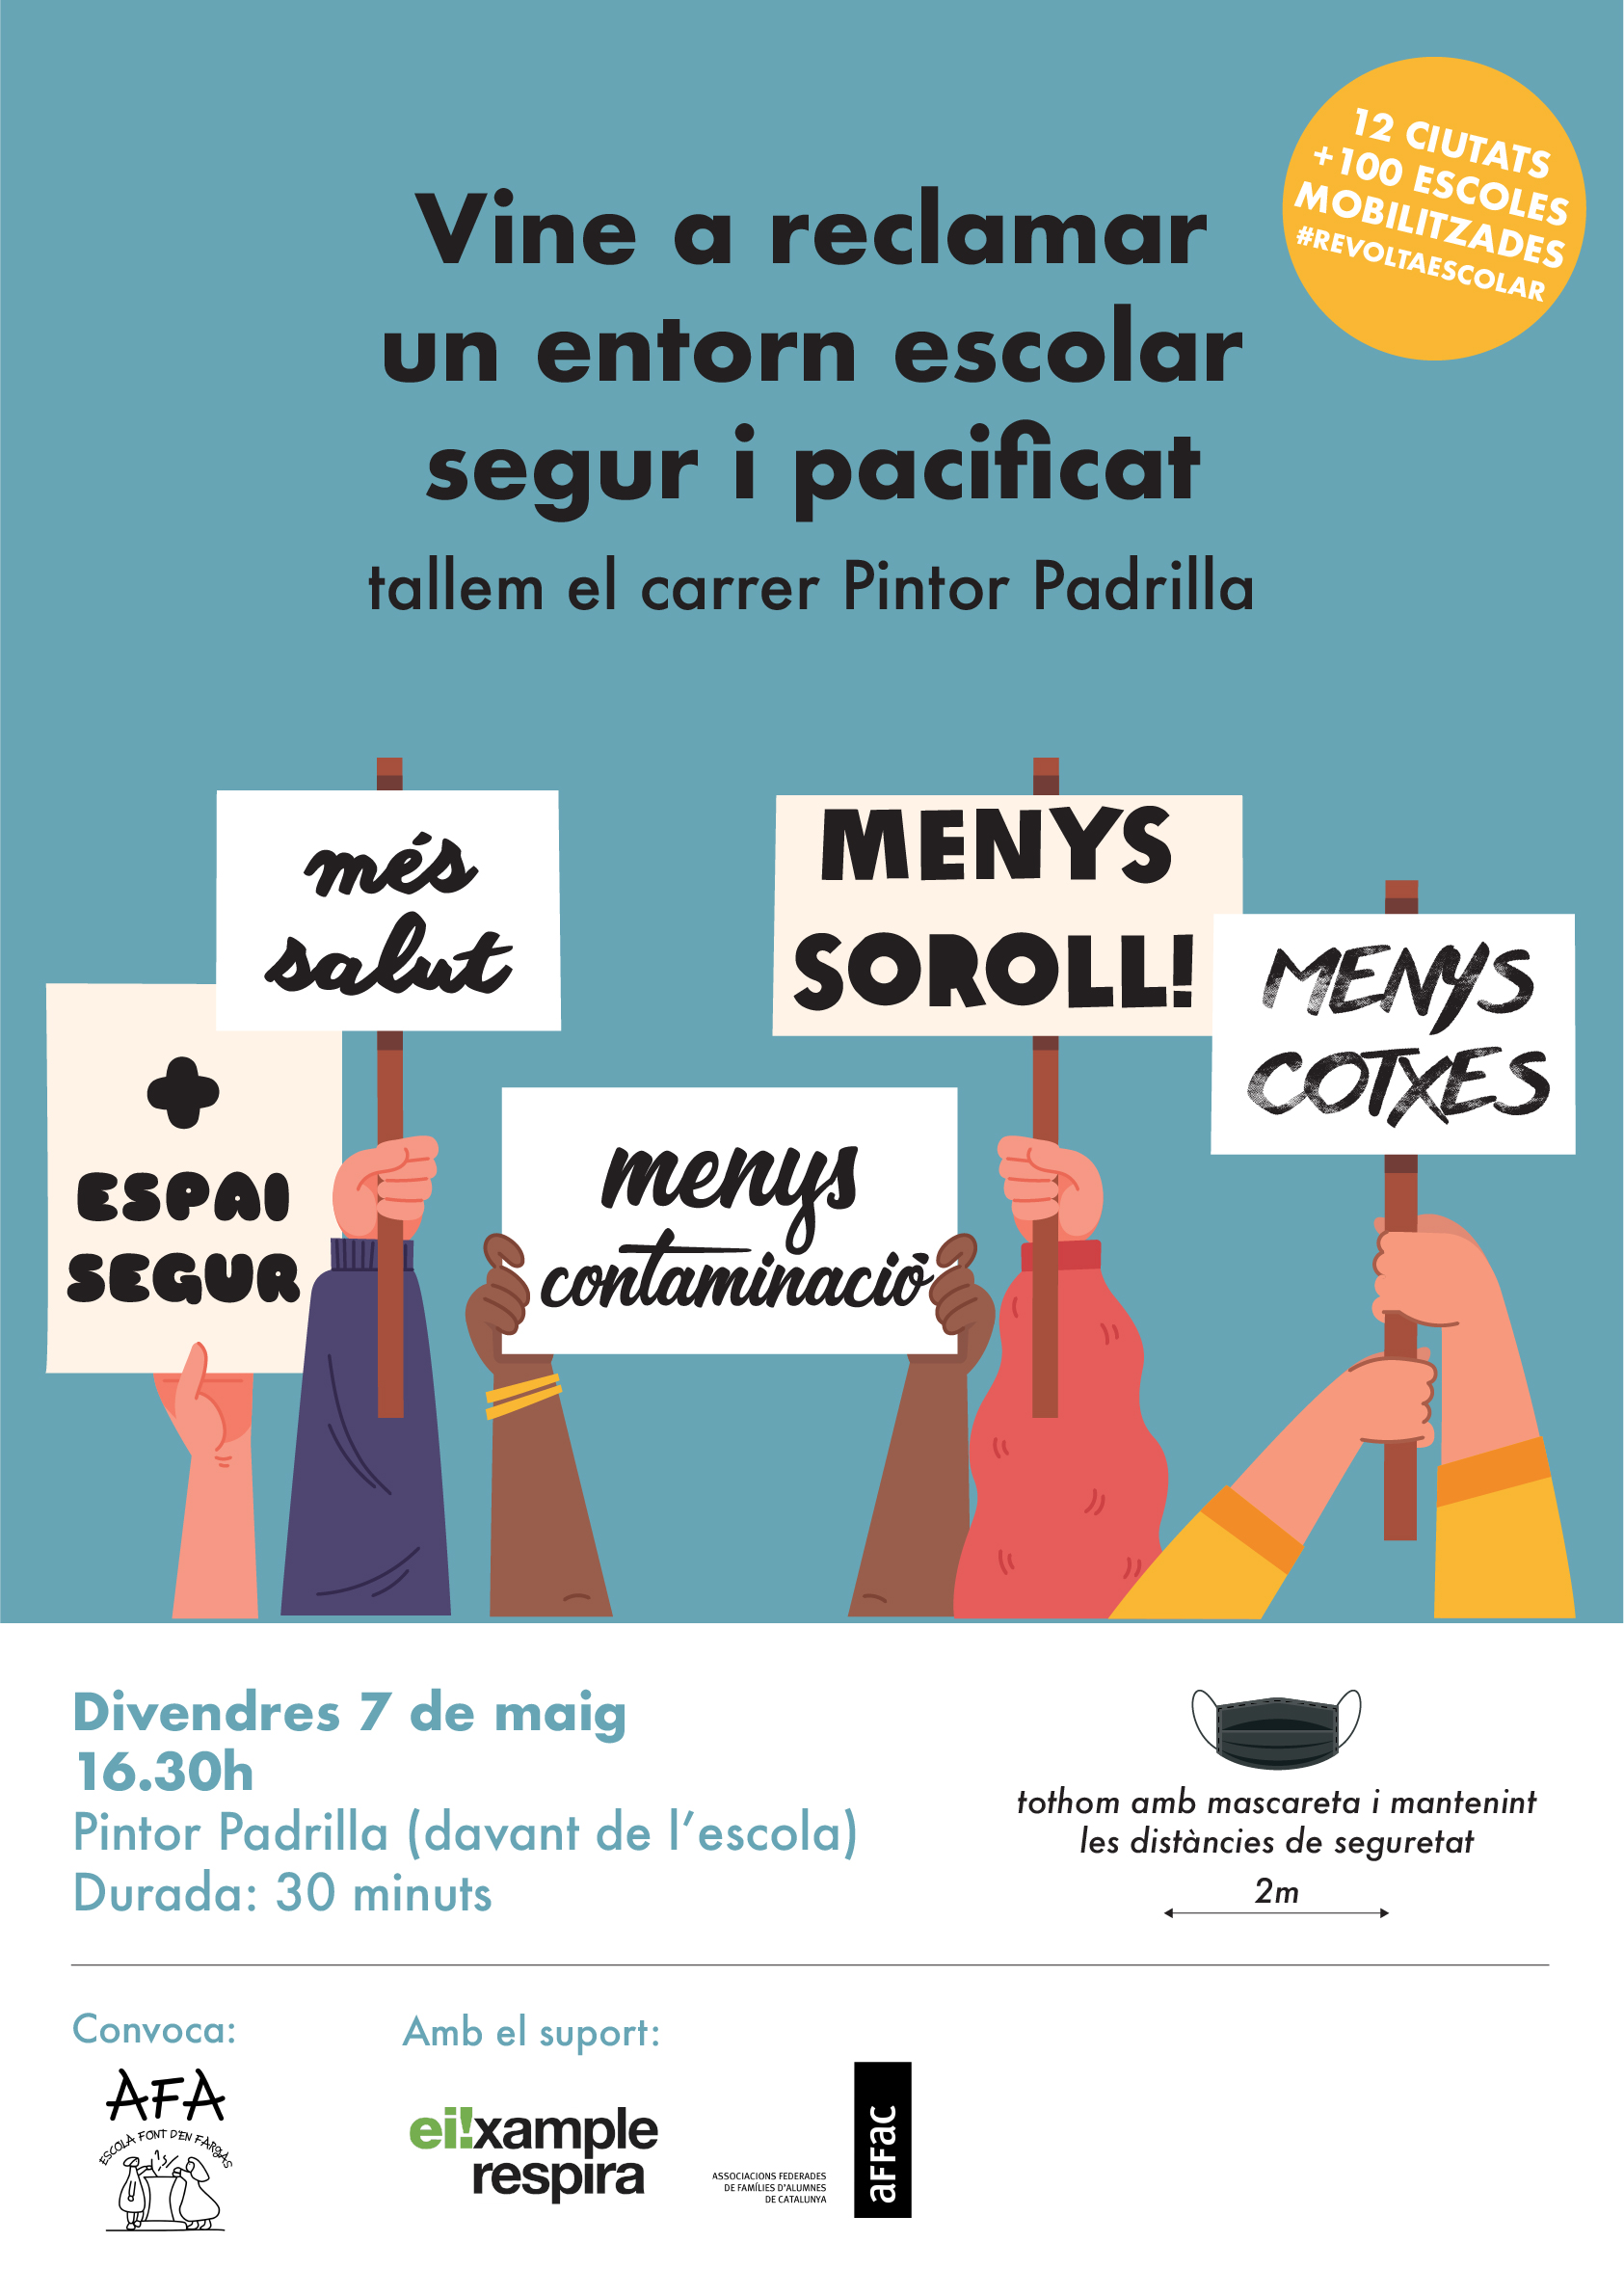 12 CIUTATS
+100 ESCOLES
MOBILITZADES
#REVOLTAESCOLAR
Vine a reclamar
un entorn escolar
segur i pacificat
tallem el carrer Pintor Padrilla
més
salut
MENYS
SOROLL!
MENYS
COTXES
+
ESPAI
SEGUR
menys
contaminaciò
Divendres 7 de maig
16.30h
Pintor Padrilla (davant de l’escola)
Durada: 30 minuts
tothom amb mascareta i mantenint
les distàncies de seguretat
2m
Convoca:
AFA
ESCOLA FONT D'EN FARGAS
Amb el suport:
ei!xample
respira
ASSOCIACIONS FEDERADES
DE FAMÍLIES D'ALUMNES
DE CATALUNYA
aFFaC